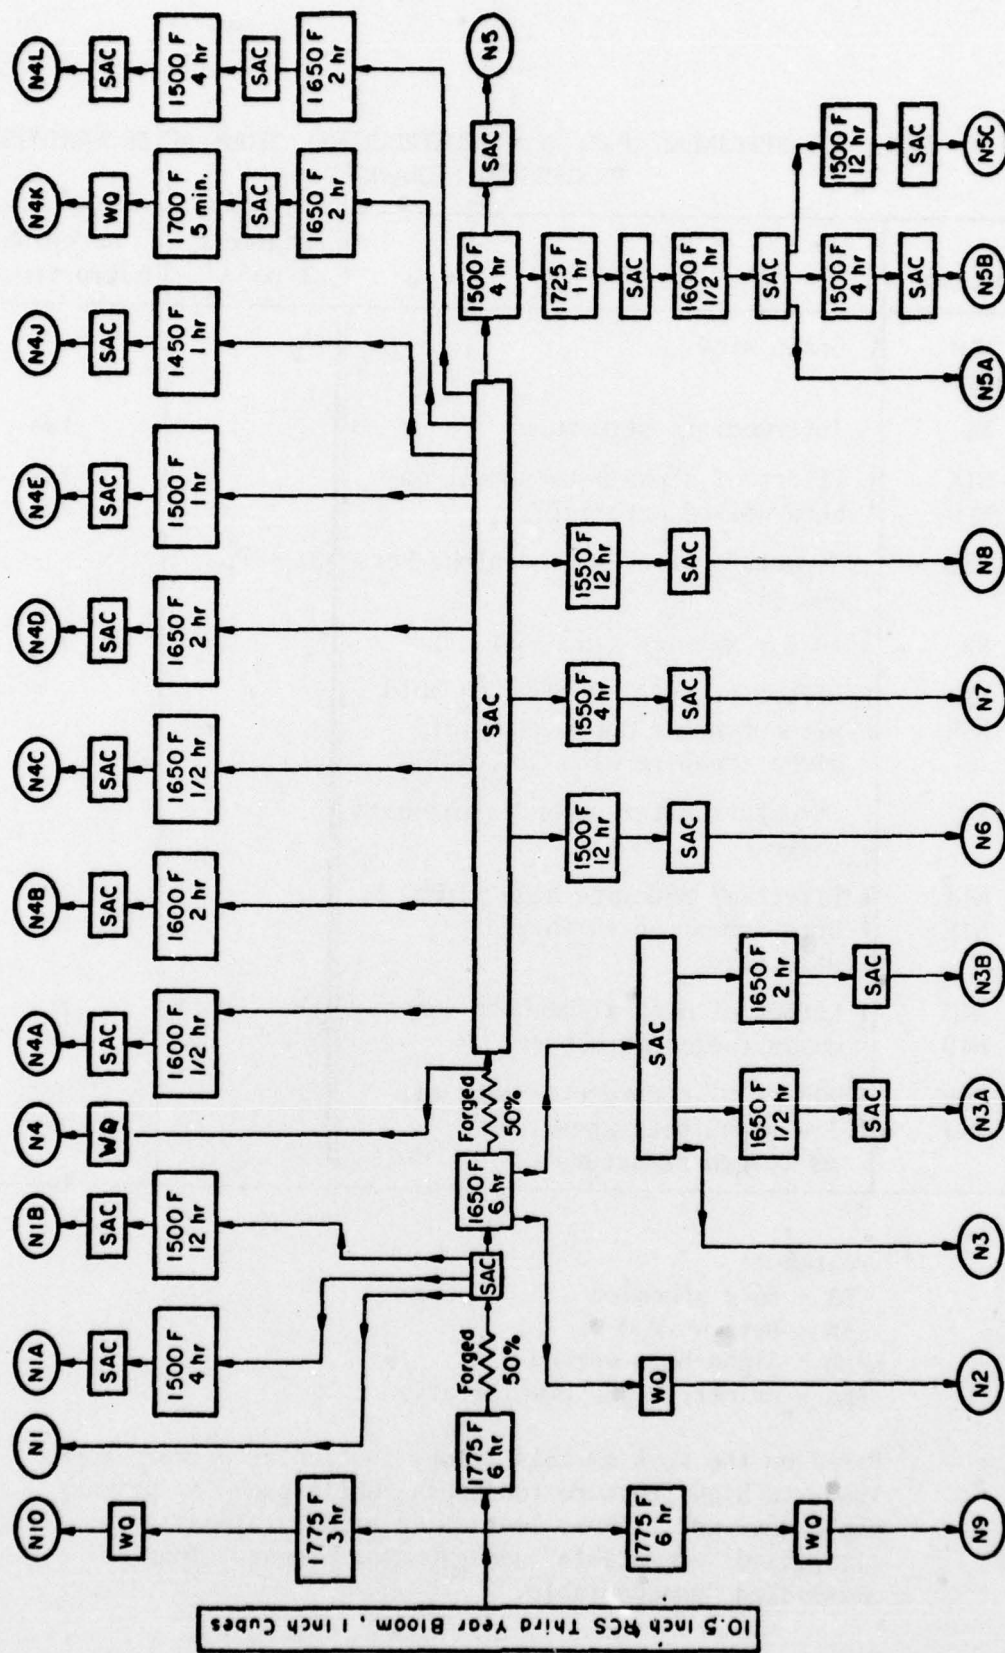 10.5 inch RCS Third Year Bloom, 1 Inch Cubes
N10
WQ
1775 F
3 hr
1775 F
6 hr
WQ
N9
1775 F
6 hr
Forged
50%
SAC
N1
N1A
SAC
1500 F
4 hr
N1B
SAC
1500 F
12 hr
1650 F
6 hr
WQ
N2
SAC
N3
1650 F
1/2 hr
SAC
N3A
1650 F
2 hr
SAC
N3B
Forged
50%
N4
WQ
SAC
N4A
SAC
1600 F
1/2 hr
N4B
SAC
1600 F
2 hr
N4C
SAC
1650 F
1/2 hr
N4D
SAC
1650 F
2 hr
N4E
SAC
1500 F
1 hr
N4J
SAC
1450 F
1 hr
N4K
WQ
1700 F
5 min.
SAC
1650 F
2 hr
N4L
SAC
1500 F
4 hr
SAC
1650 F
2 hr
1500 F
12 hr
SAC
N6
1550 F
4 hr
SAC
N7
1550 F
12 hr
SAC
N8
1500 F
4 hr
SAC
N5
1725 F
1 hr
SAC
1600 F
1/2 hr
SAC
N5A
1500 F
4 hr
SAC
N5B
1500 F
12 hr
SAC
N5C